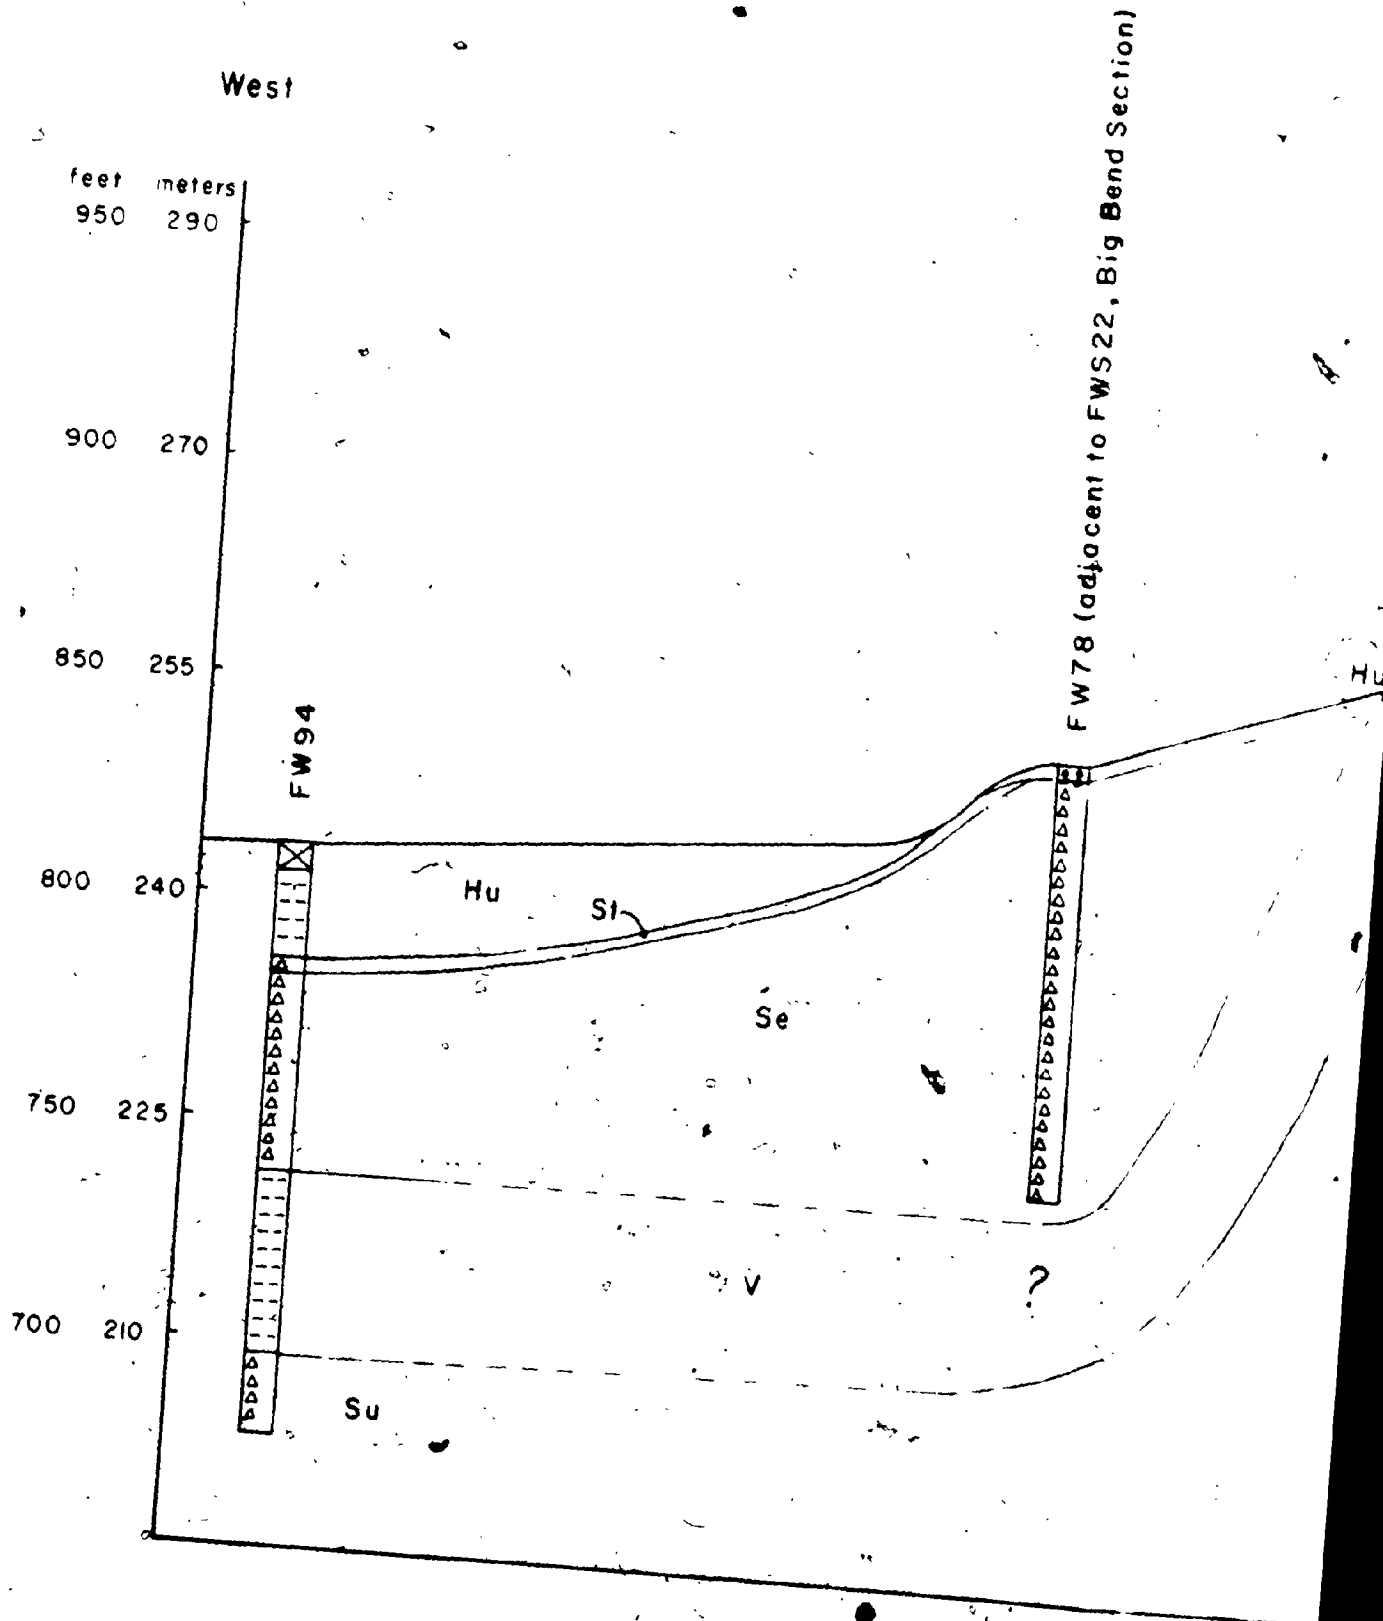 West
feet meters
950 290
900 270
850 255
800 240
750 225
700 210
FW94
FW78 (adjacent to FWS22, Big Bend Section)
Hu
Hu
St
Se
V
?
Su